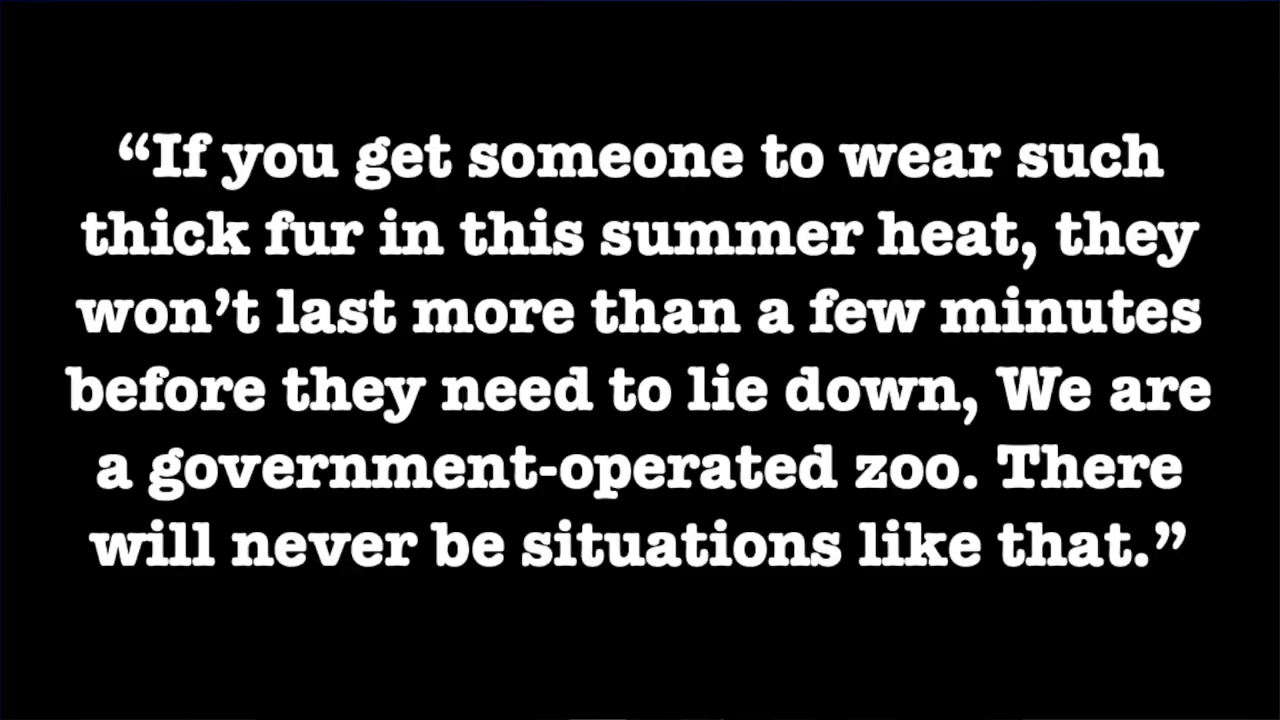 “If you get someone to wear such
thick fur in this summer heat, they
won’t last more than a few minutes
before they need to lie down, We are
a government-operated zoo. There
will never be situations like that.”